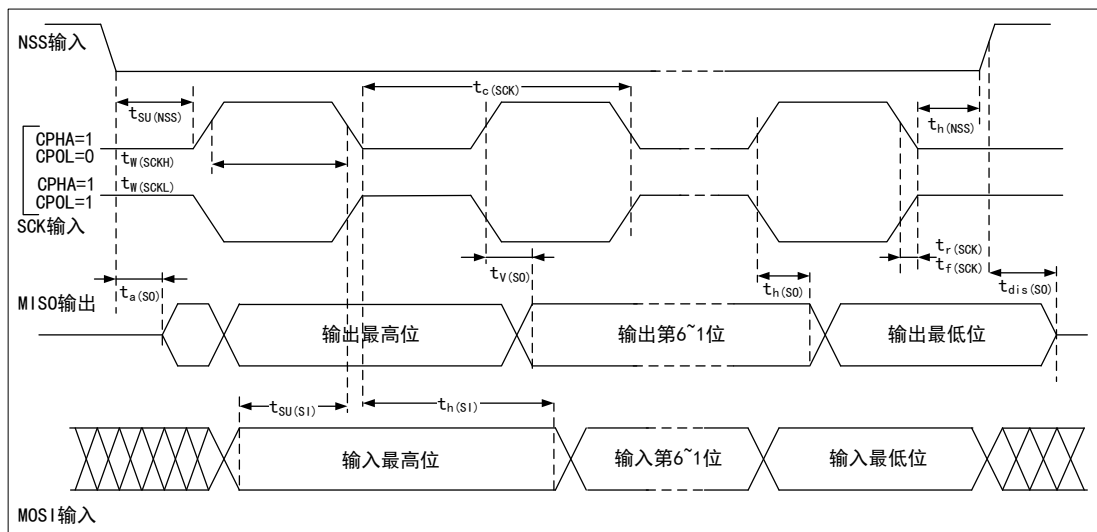 NSS输入
tc(SCK)
tSU(NSS)
th(NSS)
CPHA=1
CPOL=0
tW(SCKH)
CPHA=1
CPOL=1
tW(SCKL)
SCK输入
ta(SO)
tV(SO)
th(SO)
tr(SCK)
tf(SCK)
tdis(SO)
MISO输出
输出最高位
输出第6~1位
输出最低位
tSU(SI)
th(SI)
输入最高位
输入第6~1位
输入最低位
MOSI输入